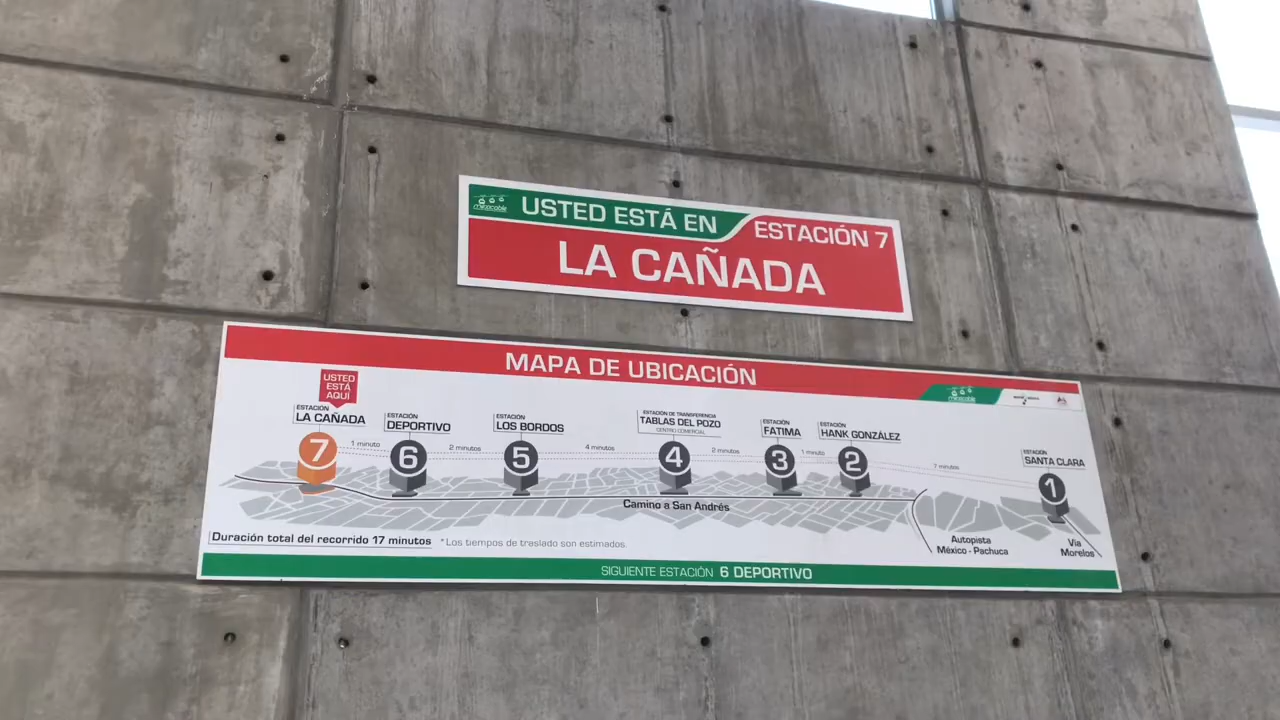 mexicable
USTED ESTÁ EN
ESTACIÓN 7
LA CAÑADA
MAPA DE UBICACIÓN
mexicable
USTED
ESTÁ
AQUÍ
ESTACIÓN
LA CAÑADA
ESTACIÓN
DEPORTIVO
ESTACIÓN
LOS BORDOS
ESTACIÓN DE TRANSFERENCIA
TABLAS DEL POZO
CENTRO COMERCIAL
ESTACIÓN
FATIMA
ESTACIÓN
HANK GONZÁLEZ
ESTACIÓN
SANTA CLARA
7
1 minuto
6
2 minutos
5
4 minutos
4
2 minutos
3
1 minuto
2
7 minutos
1
Camino a San Andrés
Autopista
México - Pachuca
Vía
Morelos
Duración total del recorrido 17 minutos
*Los tiempos de traslado son estimados.
SIGUIENTE ESTACIÓN 6 DEPORTIVO